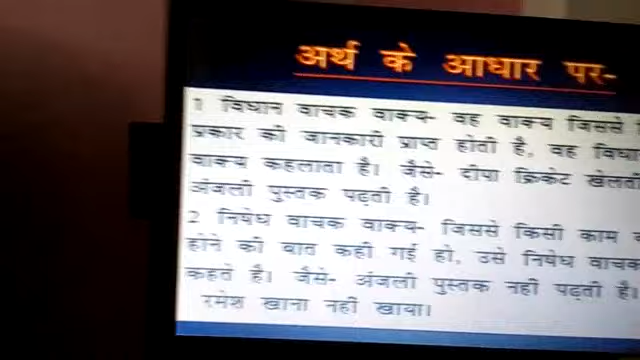 अर्थ के आधार पर-
1 विधान वाचक वाक्य- वह वाक्य जिससे
प्रकार की जानकारी प्राप्त होती है, वह
वाक्य कहलाता है। जैसे- दीपा क्रिकेट
अंजली पुस्तक पढ़ती है।
2 निषेध वाचक वाक्य- जिससे किसी काम
होने की बात कही गई हो, उसे निषेध वाचक
कहते है। जैसे- अंजली पुस्तक नही पढ़ती है।
रमेश खाना नहीं खाया।